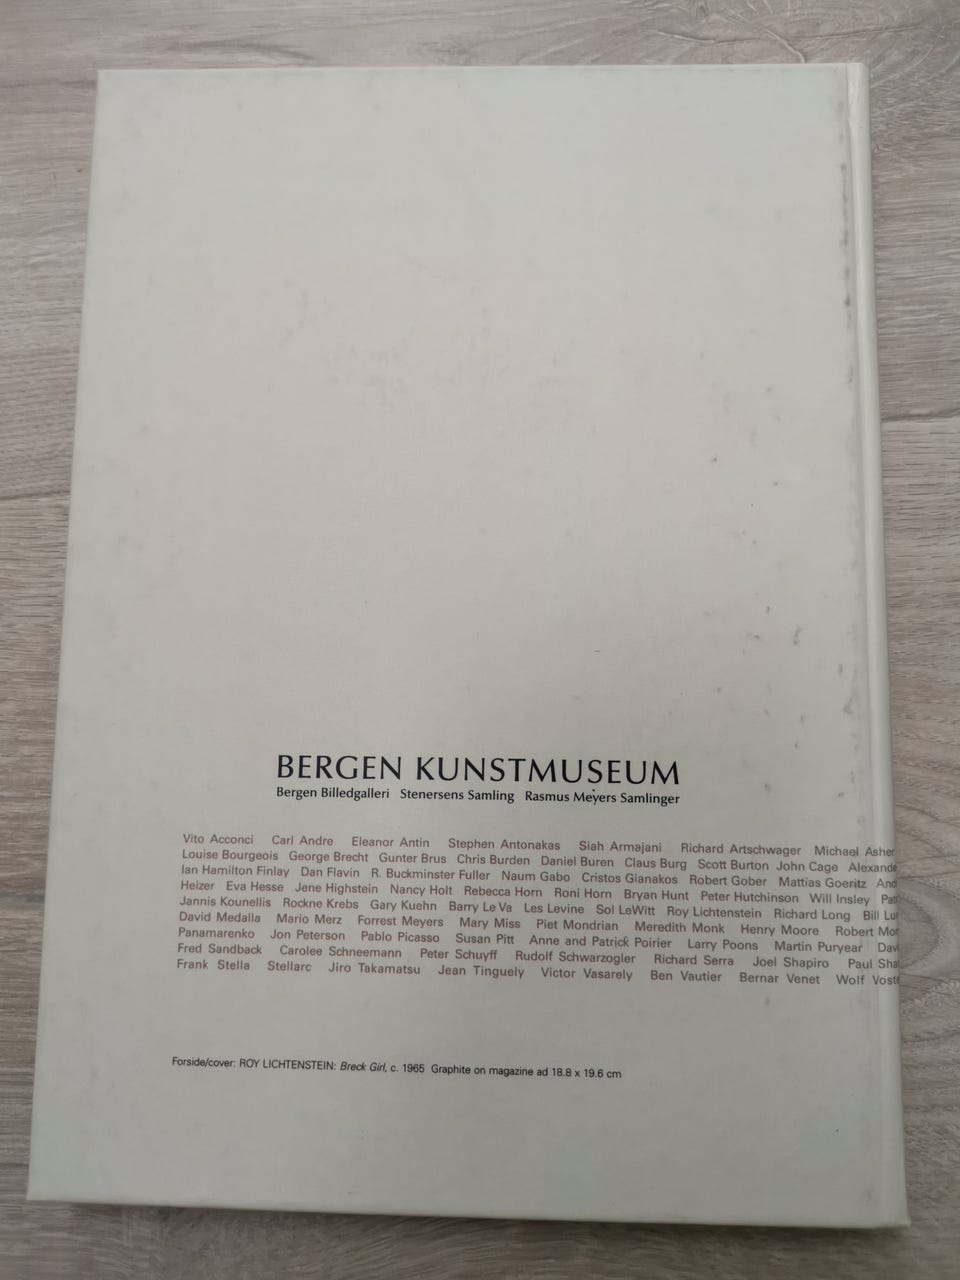 BERGEN KUNSTMUSEUM
Bergen Billedgalleri Stenersens Samling Rasmus Meyers Samlinger
Vito Acconci Carl Andre Eleanor Antin Stephen Antonakas Siah Armajani Richard Artschwager Michael Asher
Louise Bourgeois George Brecht Gunter Brus Chris Burden Daniel Buren Claus Burg Scott Burton John Cage
Ian Hamilton Finlay Dan Flavin R. Buckminster Fuller Naum Gabo Cristos Gianakos Robert Gober Mattias Goeritz
Heizer Eva Hesse Jene Highstein Nancy Holt Rebecca Horn Roni Horn Bryan Hunt Peter Hutchinson Will Insley
Jannis Kounellis Rockne Krebs Gary Kuehn Barry Le Va Les Levine Sol LeWitt Roy Lichtenstein Richard Long Bill
David Medalla Mario Merz Forrest Meyers Mary Miss Piet Mondrian Meredith Monk Henry Moore Robert
Panamarenko Jon Peterson Pablo Picasso Susan Pitt Anne and Patrick Poirier Larry Poons Martin Puryear
Fred Sandback Carolee Schneemann Peter Schuyff Rudolf Schwarzogler Richard Serra Joel Shapiro Paul
Frank Stella Stellarc Jiro Takamatsu Jean Tinguely Victor Vasarely Ben Vautier Bernar Venet Wolf
Forside/cover: ROY LICHTENSTEIN: Breck Girl, c. 1965 Graphite on magazine ad 18.8 x 19.6 cm